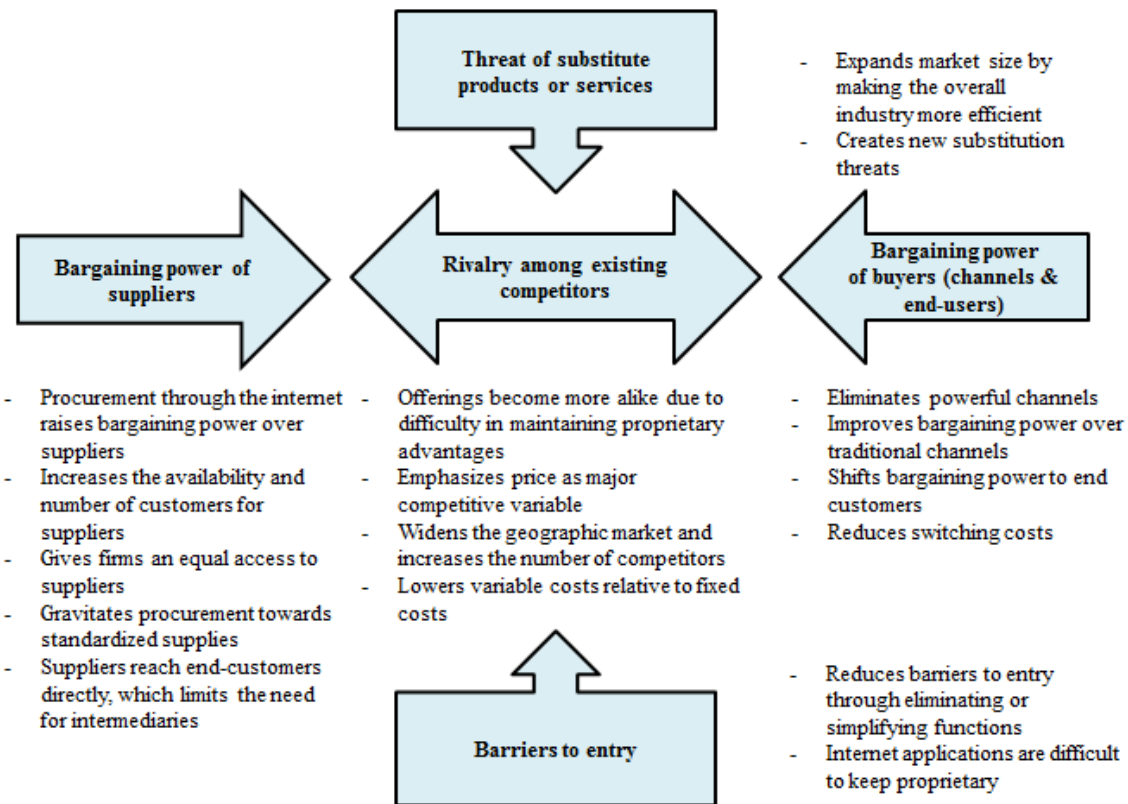 Threat of substitute
products or services
- Expands market size by
making the overall
industry more efficient
- Creates new substitution
threats
Bargaining power of
suppliers
Rivalry among existing
competitors
Bargaining power
of buyers (channels &
end-users)
- Procurement through the internet
raises bargaining power over
suppliers
- Increases the availability and
number of customers for
suppliers
- Gives firms an equal access to
suppliers
- Gravitates procurement towards
standardized supplies
- Suppliers reach end-customers
directly, which limits the need
for intermediaries
- Offerings become more alike due to
difficulty in maintaining proprietary
advantages
- Emphasizes price as major
competitive variable
- Widens the geographic market and
increases the number of competitors
- Lowers variable costs relative to fixed
costs
- Eliminates powerful channels
- Improves bargaining power over
traditional channels
- Shifts bargaining power to end
customers
- Reduces switching costs
Barriers to entry
- Reduces barriers to entry
through eliminating or
simplifying functions
- Internet applications are difficult
to keep proprietary